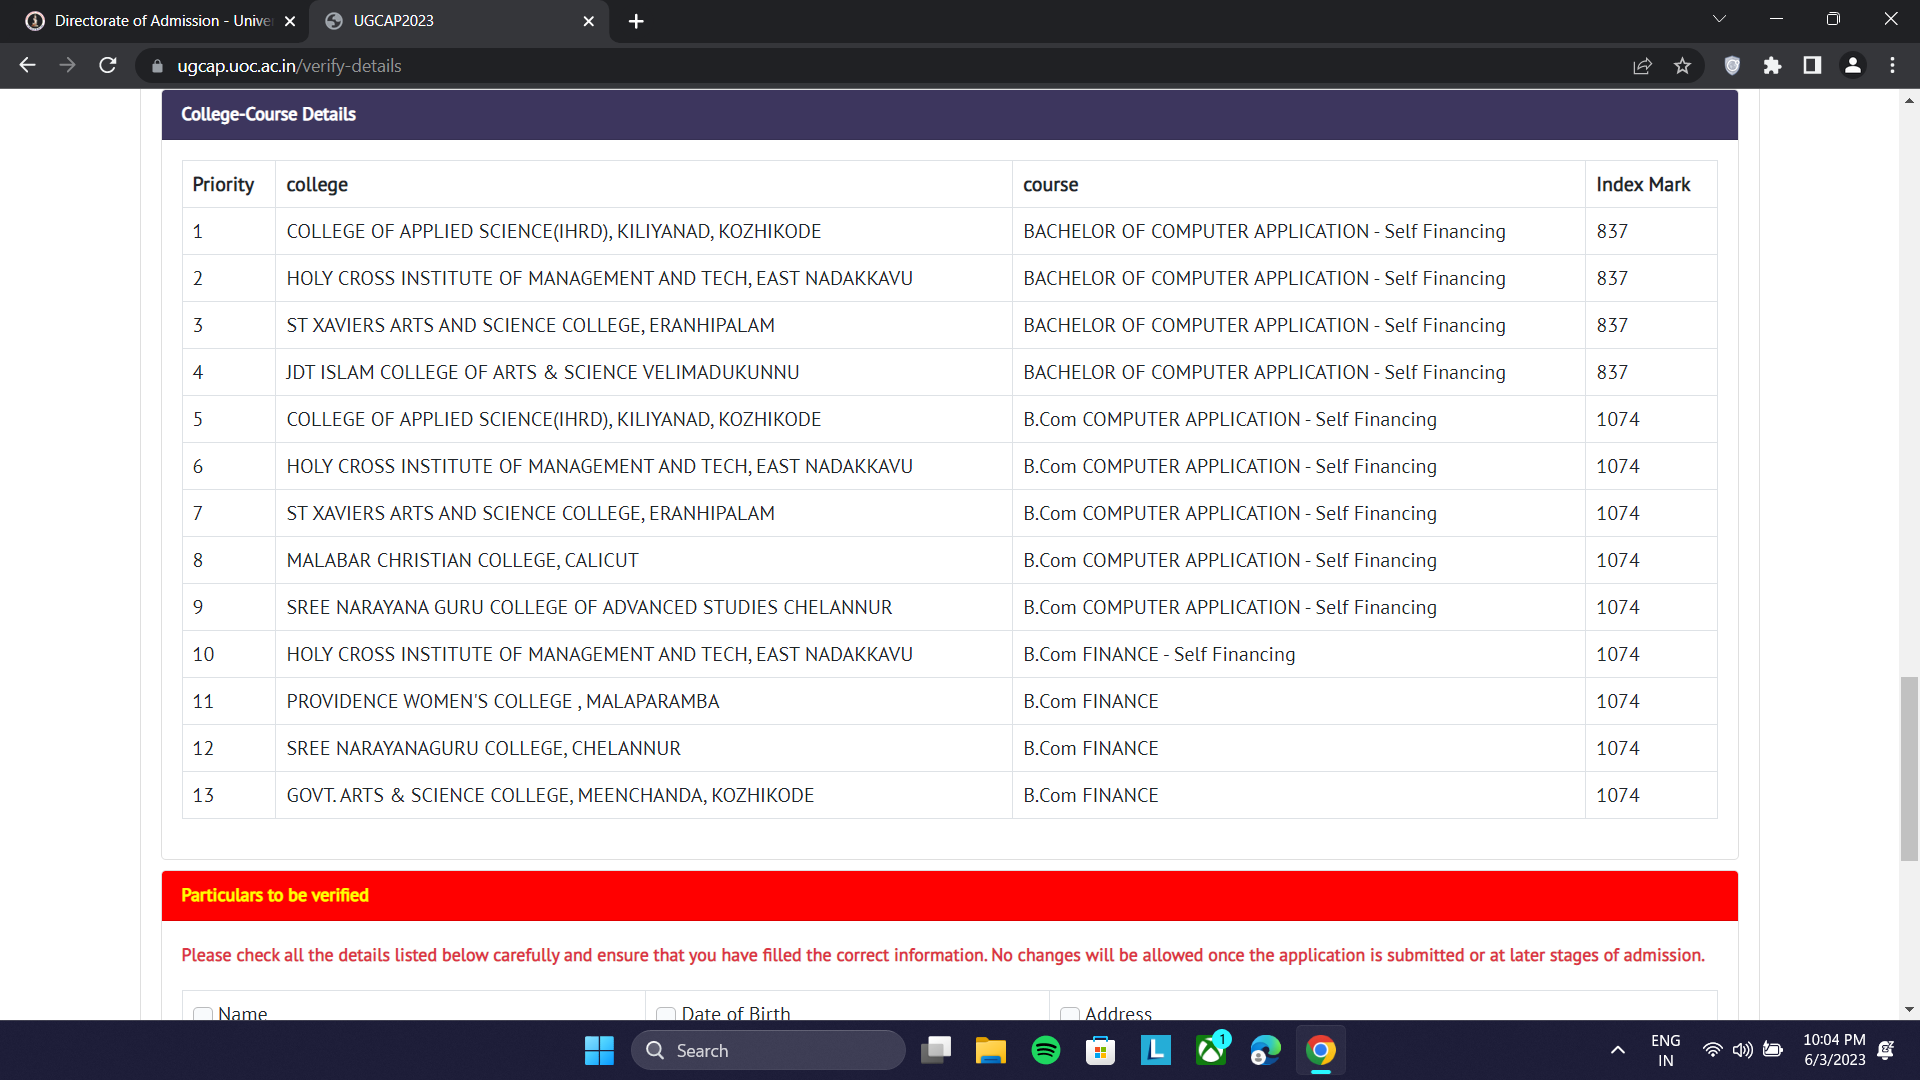 Directorate of Admission - Unive
UGCAP2023
ugcap.uoc.ac.in/verify-details
College-Course Details
Priority college course Index Mark
1 COLLEGE OF APPLIED SCIENCE(IHRD), KILIYANAD, KOZHIKODE BACHELOR OF COMPUTER APPLICATION - Self Financing 837
2 HOLY CROSS INSTITUTE OF MANAGEMENT AND TECH, EAST NADAKKAVU BACHELOR OF COMPUTER APPLICATION - Self Financing 837
3 ST XAVIERS ARTS AND SCIENCE COLLEGE, ERANHIPALAM BACHELOR OF COMPUTER APPLICATION - Self Financing 837
4 JDT ISLAM COLLEGE OF ARTS & SCIENCE VELIMADUKUNNU BACHELOR OF COMPUTER APPLICATION - Self Financing 837
5 COLLEGE OF APPLIED SCIENCE(IHRD), KILIYANAD, KOZHIKODE B.Com COMPUTER APPLICATION - Self Financing 1074
6 HOLY CROSS INSTITUTE OF MANAGEMENT AND TECH, EAST NADAKKAVU B.Com COMPUTER APPLICATION - Self Financing 1074
7 ST XAVIERS ARTS AND SCIENCE COLLEGE, ERANHIPALAM B.Com COMPUTER APPLICATION - Self Financing 1074
8 MALABAR CHRISTIAN COLLEGE, CALICUT B.Com COMPUTER APPLICATION - Self Financing 1074
9 SREE NARAYANA GURU COLLEGE OF ADVANCED STUDIES CHELANNUR B.Com COMPUTER APPLICATION - Self Financing 1074
10 HOLY CROSS INSTITUTE OF MANAGEMENT AND TECH, EAST NADAKKAVU B.Com FINANCE - Self Financing 1074
11 PROVIDENCE WOMEN'S COLLEGE , MALAPARAMBA B.Com FINANCE 1074
12 SREE NARAYANAGURU COLLEGE, CHELANNUR B.Com FINANCE 1074
13 GOVT. ARTS & SCIENCE COLLEGE, MEENCHANDA, KOZHIKODE B.Com FINANCE 1074
Particulars to be verified
Please check all the details listed below carefully and ensure that you have filled the correct information. No changes will be allowed once the application is submitted or at later stages of admission.
Name Date of Birth Address
Search
L
1
ENG
IN
10:04 PM
6/3/2023